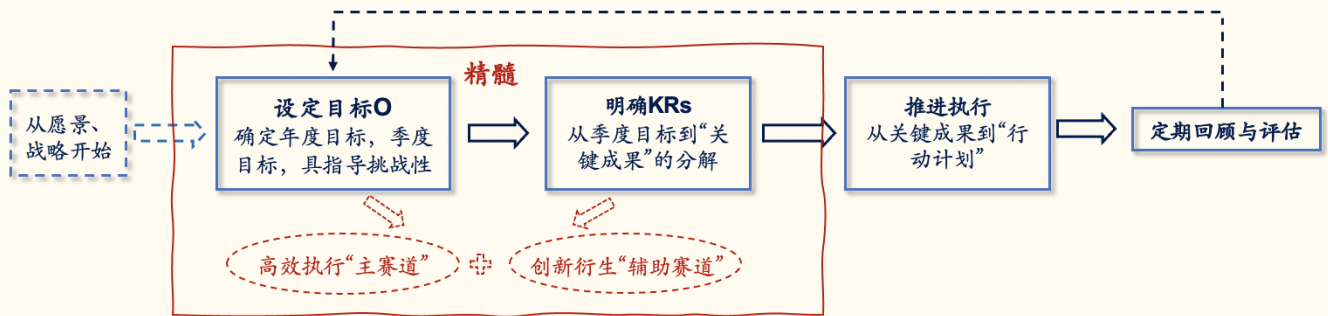 精髓
从愿景、
战略开始
设定目标O
确定年度目标，季度
目标，具指导挑战性
明确KRs
从季度目标到“关
键成果”的分解
推进执行
从关键成果到“行
动计划”
定期回顾与评估
高效执行“主赛道”
创新衍生“辅助赛道”